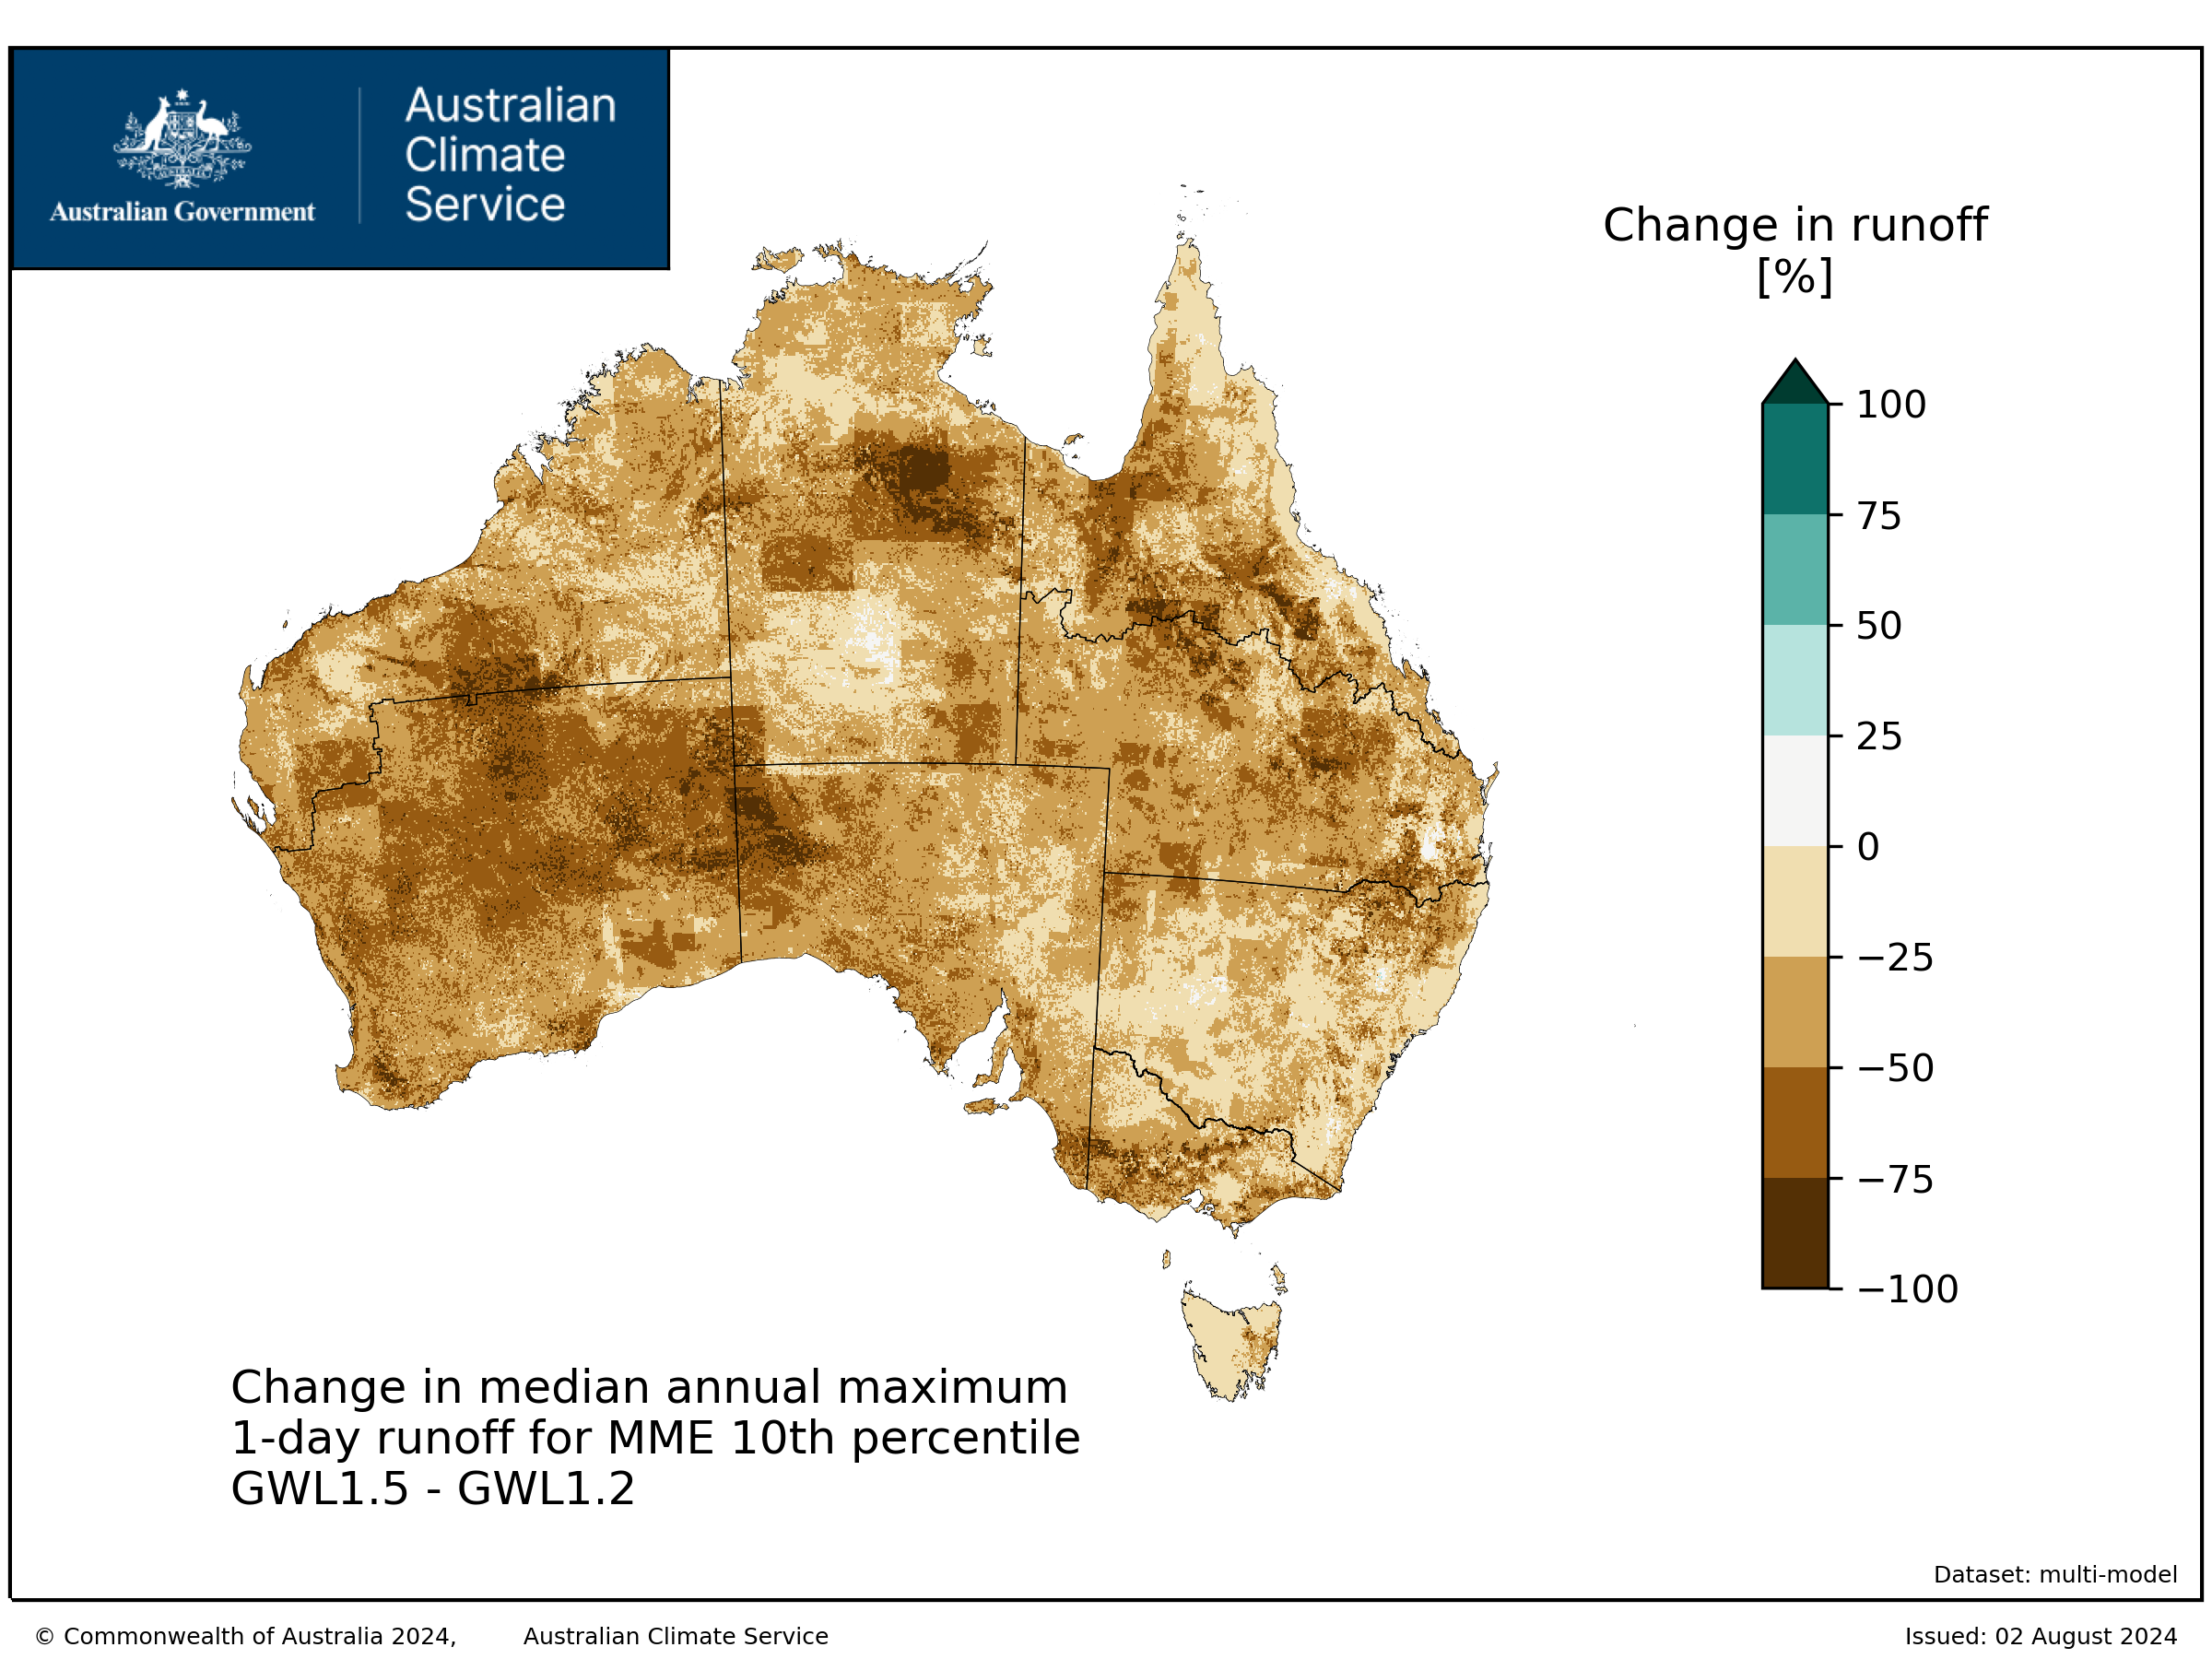 Australian Government
Australian
Climate
Service
Change in runoff
[%]
100
75
50
25
0
−25
−50
−75
−100
Change in median annual maximum
1-day runoff for MME 10th percentile
GWL1.5 - GWL1.2
Dataset: multi-model
© Commonwealth of Australia 2024, Australian Climate Service
Issued: 02 August 2024